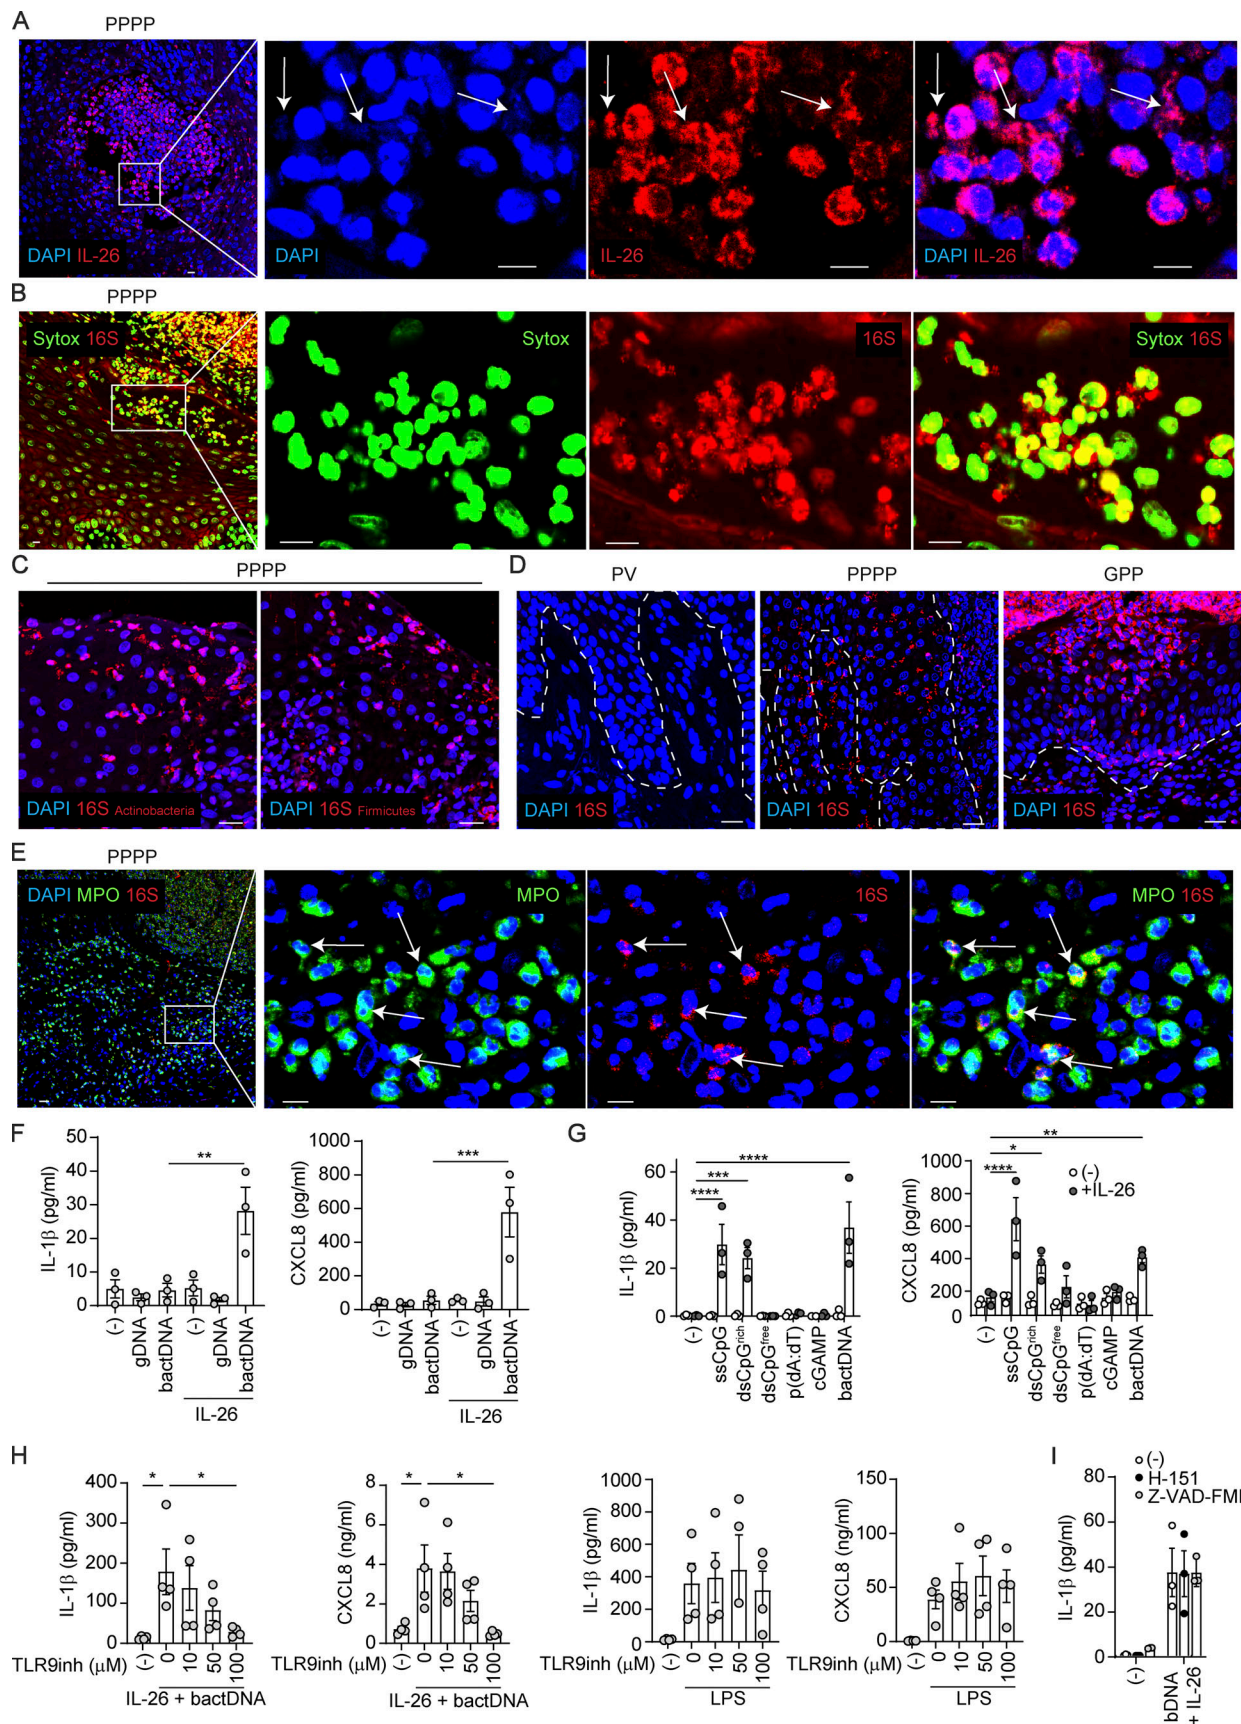 A
PPPP
DAPI IL-26
DAPI
IL-26
DAPI IL-26
B
PPPP
Sytox 16S
Sytox
16S
Sytox 16S
C
PPPP
DAPI 16S Actinobacteria
DAPI 16S Firmicutes
D
PV
PPPP
GPP
DAPI 16S
DAPI 16S
DAPI 16S
E
PPPP
DAPI MPO 16S
MPO
16S
MPO 16S
F
IL-1β (pg/ml)
50
40
30
20
10
0
**
(-)
gDNA
bactDNA
(-)
gDNA
bactDNA
IL-26
CXCL8 (pg/ml)
1000
800
600
400
200
0
***
(-)
gDNA
bactDNA
(-)
gDNA
bactDNA
IL-26
G
IL-1β (pg/ml)
60
40
20
0
****
***
****
(-)
ssCpG
dsCpGrich
dsCpGfree
p(dA:dT)
cGAMP
bactDNA
CXCL8 (pg/ml)
1000
800
600
400
200
0
**
*
****
(-)
+IL-26
(-)
ssCpG
dsCpGrich
dsCpGfree
p(dA:dT)
cGAMP
bactDNA
H
IL-1β (pg/ml)
400
300
200
100
0
* *
TLR9inh (μM)
(-)
0
10
50
100
IL-26 + bactDNA
CXCL8 (ng/ml)
8
6
4
2
0
* *
TLR9inh (μM)
(-)
0
10
50
100
IL-26 + bactDNA
IL-1β (pg/ml)
1000
800
600
400
200
0
TLR9inh (μM)
(-)
0
10
50
100
LPS
CXCL8 (ng/ml)
150
100
50
0
TLR9inh (μM)
(-)
0
10
50
100
LPS
I
(-)
H-151
Z-VAD-FM
IL-1β (pg/ml)
80
60
40
20
0
(-)
bDNA
+ IL-26